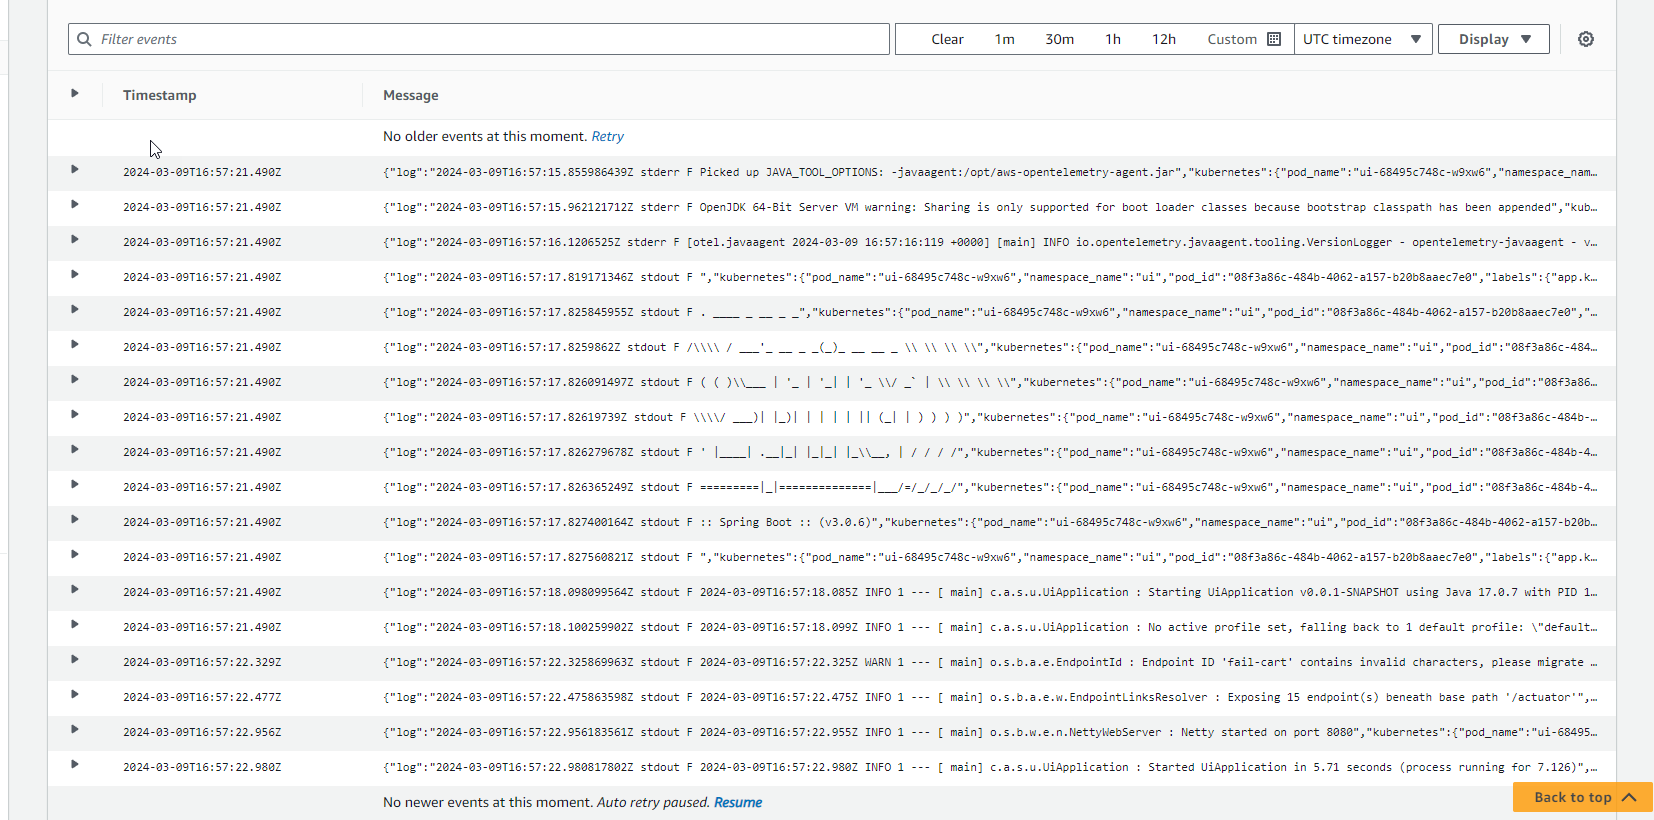 Filter events Clear 1m 30m 1h 12h Custom UTC timezone Display
Timestamp Message
No older events at this moment. Retry
2024-03-09T16:57:21.490Z {"log":"2024-03-09T16:57:15.855986439Z stderr F Picked up JAVA_TOOL_OPTIONS: -javaagent:/opt/aws-opentelemetry-agent.jar","kubernetes":{"pod_name":"ui-68495c748c-w9xw6","namespace_nam…
2024-03-09T16:57:21.490Z {"log":"2024-03-09T16:57:15.962121712Z stderr F OpenJDK 64-Bit Server VM warning: Sharing is only supported for boot loader classes because bootstrap classpath has been appended","kub…
2024-03-09T16:57:21.490Z {"log":"2024-03-09T16:57:16.1206525Z stderr F [otel.javaagent 2024-03-09 16:57:16:119 +0000] [main] INFO io.opentelemetry.javaagent.tooling.VersionLogger - opentelemetry-javaagent - v…
2024-03-09T16:57:21.490Z {"log":"2024-03-09T16:57:17.819171346Z stdout F ","kubernetes":{"pod_name":"ui-68495c748c-w9xw6","namespace_name":"ui","pod_id":"08f3a86c-484b-4062-a157-b20b8aaec7e0","labels":{"app.k…
2024-03-09T16:57:21.490Z {"log":"2024-03-09T16:57:17.825845955Z stdout F . ____ _ __ _ _","kubernetes":{"pod_name":"ui-68495c748c-w9xw6","namespace_name":"ui","pod_id":"08f3a86c-484b-4062-a157-b20b8aaec7e0","…
2024-03-09T16:57:21.490Z {"log":"2024-03-09T16:57:17.8259862Z stdout F /\\\\ / ___'_ __ _ _(_)_ __ __ _ \\ \\ \\ \\","kubernetes":{"pod_name":"ui-68495c748c-w9xw6","namespace_name":"ui","pod_id":"08f3a86c-484…
2024-03-09T16:57:21.490Z {"log":"2024-03-09T16:57:17.826091497Z stdout F ( ( )\\___ | '_ | '_| | '_ \\/ _` | \\ \\ \\ \\","kubernetes":{"pod_name":"ui-68495c748c-w9xw6","namespace_name":"ui","pod_id":"08f3a86…
2024-03-09T16:57:21.490Z {"log":"2024-03-09T16:57:17.82619739Z stdout F \\\\/ ___)| |_)| | | | | || (_| | ) ) ) )","kubernetes":{"pod_name":"ui-68495c748c-w9xw6","namespace_name":"ui","pod_id":"08f3a86c-484b-…
2024-03-09T16:57:21.490Z {"log":"2024-03-09T16:57:17.826279678Z stdout F ' |____| .__|_| |_|_| |_\\__, | / / / /","kubernetes":{"pod_name":"ui-68495c748c-w9xw6","namespace_name":"ui","pod_id":"08f3a86c-484b-4…
2024-03-09T16:57:21.490Z {"log":"2024-03-09T16:57:17.826365249Z stdout F =========|_|==============|___/=/_/_/_/","kubernetes":{"pod_name":"ui-68495c748c-w9xw6","namespace_name":"ui","pod_id":"08f3a86c-484b-4…
2024-03-09T16:57:21.490Z {"log":"2024-03-09T16:57:17.827400164Z stdout F :: Spring Boot :: (v3.0.6)","kubernetes":{"pod_name":"ui-68495c748c-w9xw6","namespace_name":"ui","pod_id":"08f3a86c-484b-4062-a157-b20b…
2024-03-09T16:57:21.490Z {"log":"2024-03-09T16:57:17.827560821Z stdout F ","kubernetes":{"pod_name":"ui-68495c748c-w9xw6","namespace_name":"ui","pod_id":"08f3a86c-484b-4062-a157-b20b8aaec7e0","labels":{"app.k…
2024-03-09T16:57:21.490Z {"log":"2024-03-09T16:57:18.098099564Z stdout F 2024-03-09T16:57:18.085Z INFO 1 --- [ main] c.a.s.u.UiApplication : Starting UiApplication v0.0.1-SNAPSHOT using Java 17.0.7 with PID 1…
2024-03-09T16:57:21.490Z {"log":"2024-03-09T16:57:18.100259902Z stdout F 2024-03-09T16:57:18.099Z INFO 1 --- [ main] c.a.s.u.UiApplication : No active profile set, falling back to 1 default profile: \"default…
2024-03-09T16:57:22.329Z {"log":"2024-03-09T16:57:22.325869963Z stdout F 2024-03-09T16:57:22.325Z WARN 1 --- [ main] o.s.b.a.e.EndpointId : Endpoint ID 'fail-cart' contains invalid characters, please migrate …
2024-03-09T16:57:22.477Z {"log":"2024-03-09T16:57:22.475863598Z stdout F 2024-03-09T16:57:22.475Z INFO 1 --- [ main] o.s.b.a.e.w.EndpointLinksResolver : Exposing 15 endpoint(s) beneath base path '/actuator'",…
2024-03-09T16:57:22.956Z {"log":"2024-03-09T16:57:22.956183561Z stdout F 2024-03-09T16:57:22.955Z INFO 1 --- [ main] o.s.b.w.e.n.NettyWebServer : Netty started on port 8080","kubernetes":{"pod_name":"ui-68495…
2024-03-09T16:57:22.980Z {"log":"2024-03-09T16:57:22.980817802Z stdout F 2024-03-09T16:57:22.980Z INFO 1 --- [ main] c.a.s.u.UiApplication : Started UiApplication in 5.71 seconds (process running for 7.126)",…
No newer events at this moment. Auto retry paused. Resume
Back to top